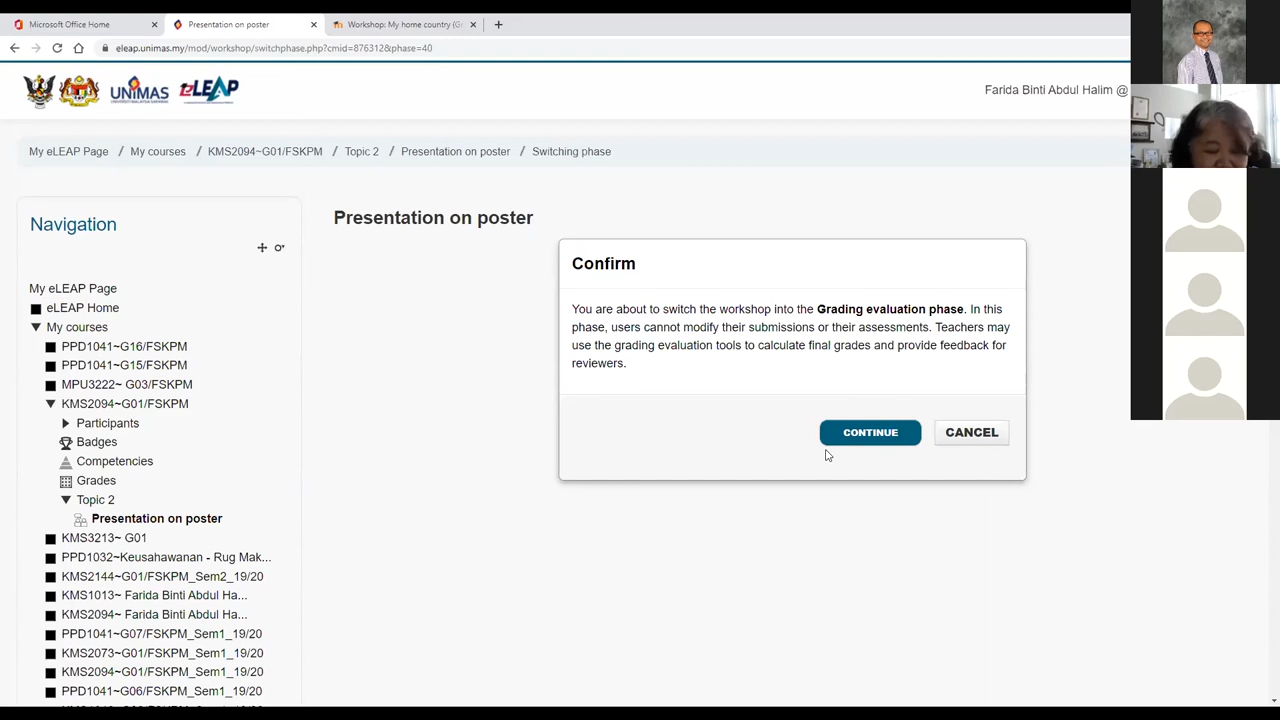 Microsoft Office Home
Presentation on poster
Workshop: My home country (G
eleap.unimas.my/mod/workshop/switchphase.php?cmid=876312&phase=40
UNIMAS
eLEAP
Farida Binti Abdul Halim @
My eLEAP Page / My courses / KMS2094~G01/FSKPM / Topic 2 / Presentation on poster / Switching phase
Navigation
My eLEAP Page
eLEAP Home
My courses
PPD1041~G16/FSKPM
PPD1041~G15/FSKPM
MPU3222~ G03/FSKPM
KMS2094~G01/FSKPM
Participants
Badges
Competencies
Grades
Topic 2
Presentation on poster
KMS3213~ G01
PPD1032~Keusahawanan - Rug Mak...
KMS2144~G01/FSKPM_Sem2_19/20
KMS1013~ Farida Binti Abdul Ha...
KMS2094~ Farida Binti Abdul Ha...
PPD1041~G07/FSKPM_Sem1_19/20
KMS2073~G01/FSKPM_Sem1_19/20
KMS2094~G01/FSKPM_Sem1_19/20
PPD1041~G06/FSKPM_Sem1_19/20
Presentation on poster
Confirm
You are about to switch the workshop into the Grading evaluation phase. In this
phase, users cannot modify their submissions or their assessments. Teachers may
use the grading evaluation tools to calculate final grades and provide feedback for
reviewers.
CONTINUE
CANCEL